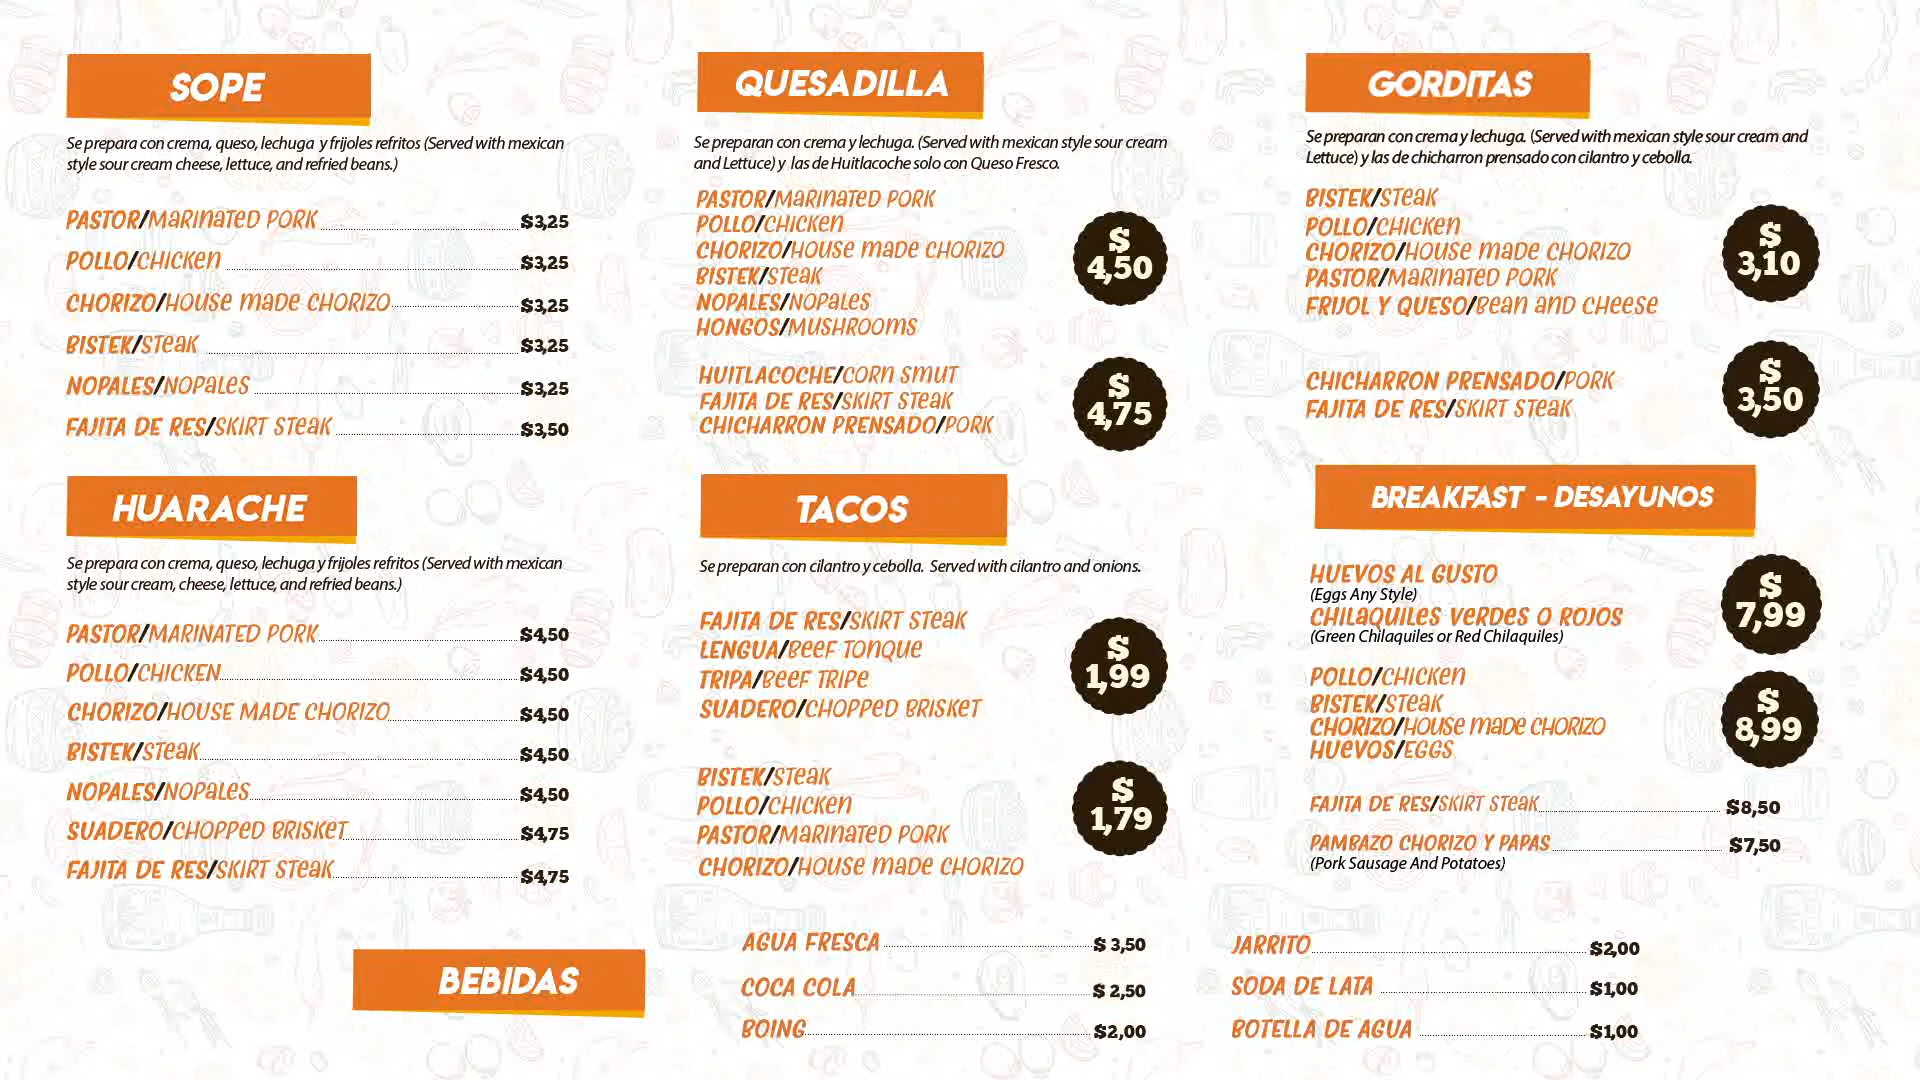 SOPE
Se prepara con crema, queso, lechuga y frijoles refritos (Served with mexican
style sour cream cheese, lettuce, and refried beans.)
PASTOR/MARINATED PORK $3,25
POLLO/CHICKEN $3,25
CHORIZO/HOUSE MADE CHORIZO $3,25
BISTEK/STEAK $3,25
NOPALES/NOPALES $3,25
FAJITA DE RES/SKIRT STEAK $3,50
HUARACHE
Se prepara con crema, queso, lechuga y frijoles refritos (Served with mexican
style sour cream, cheese, lettuce, and refried beans.)
PASTOR/MARINATED PORK $4,50
POLLO/CHICKEN $4,50
CHORIZO/HOUSE MADE CHORIZO $4,50
BISTEK/STEAK $4,50
NOPALES/NOPALES $4,50
SUADERO/CHOPPED BRISKET $4,75
FAJITA DE RES/SKIRT STEAK $4,75
QUESADILLA
Se preparan con crema y lechuga. (Served with mexican style sour cream
and Lettuce) y las de Huitlacoche solo con Queso Fresco.
PASTOR/MARINATED PORK
POLLO/CHICKEN
CHORIZO/HOUSE MADE CHORIZO
BISTEK/STEAK
NOPALES/NOPALES
HONGOS/MUSHROOMS
$
4,50
HUITLACOCHE/CORN SMUT
FAJITA DE RES/SKIRT STEAK
CHICHARRON PRENSADO/PORK
$
4,75
TACOS
Se preparan con cilantro y cebolla. Served with cilantro and onions.
FAJITA DE RES/SKIRT STEAK
LENGUA/BEEF TONQUE
TRIPA/BEEF TRIPE
SUADERO/CHOPPED BRISKET
$
1,99
BISTEK/STEAK
POLLO/CHICKEN
PASTOR/MARINATED PORK
CHORIZO/HOUSE MADE CHORIZO
$
1,79
GORDITAS
Se preparan con crema y lechuga. (Served with mexican style sour cream and
Lettuce) y las de chicharron prensado con cilantro y cebolla.
BISTEK/STEAK
POLLO/CHICKEN
CHORIZO/HOUSE MADE CHORIZO
PASTOR/MARINATED PORK
FRIJOL Y QUESO/BEAN AND CHEESE
$
3,10
CHICHARRON PRENSADO/PORK
FAJITA DE RES/SKIRT STEAK
$
3,50
BREAKFAST - DESAYUNOS
HUEVOS AL GUSTO
(Eggs Any Style)
CHILAQUILES VERDES O ROJOS
(Green Chilaquiles or Red Chilaquiles)
$
7,99
POLLO/CHICKEN
BISTEK/STEAK
CHORIZO/HOUSE MADE CHORIZO
HUEVOS/EGGS
$
8,99
FAJITA DE RES/SKIRT STEAK $8,50
PAMBAZO CHORIZO Y PAPAS $7,50
(Pork Sausage And Potatoes)
BEBIDAS
AGUA FRESCA $ 3,50
COCA COLA $ 2,50
BOING $2,00
JARRITO $2,00
SODA DE LATA $1,00
BOTELLA DE AGUA $1,00